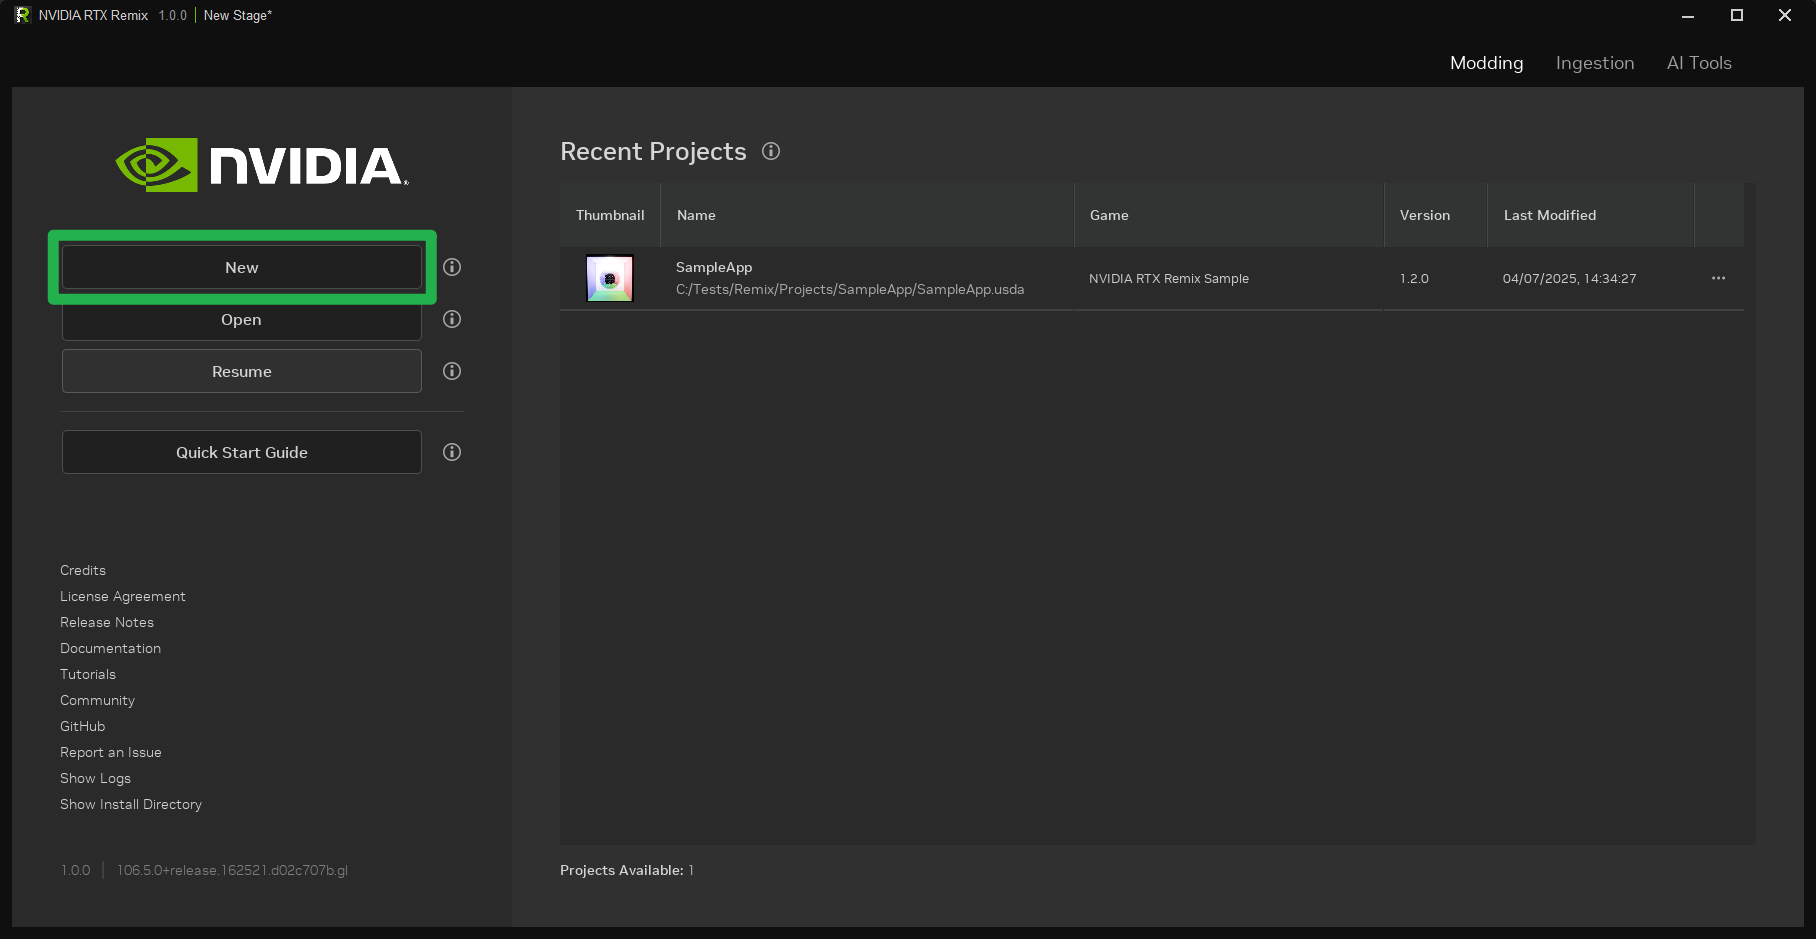 NVIDIA RTX Remix 1.0.0 | New Stage*
Modding Ingestion AI Tools
NVIDIA
New
Open
Resume
Quick Start Guide
Credits
License Agreement
Release Notes
Documentation
Tutorials
Community
GitHub
Report an Issue
Show Logs
Show Install Directory
1.0.0 | 106.5.0+release.162521.d02c707b.gl
Recent Projects
Thumbnail Name Game Version Last Modified
SampleApp
C:/Tests/Remix/Projects/SampleApp/SampleApp.usda
NVIDIA RTX Remix Sample 1.2.0 04/07/2025, 14:34:27 ...
Projects Available: 1